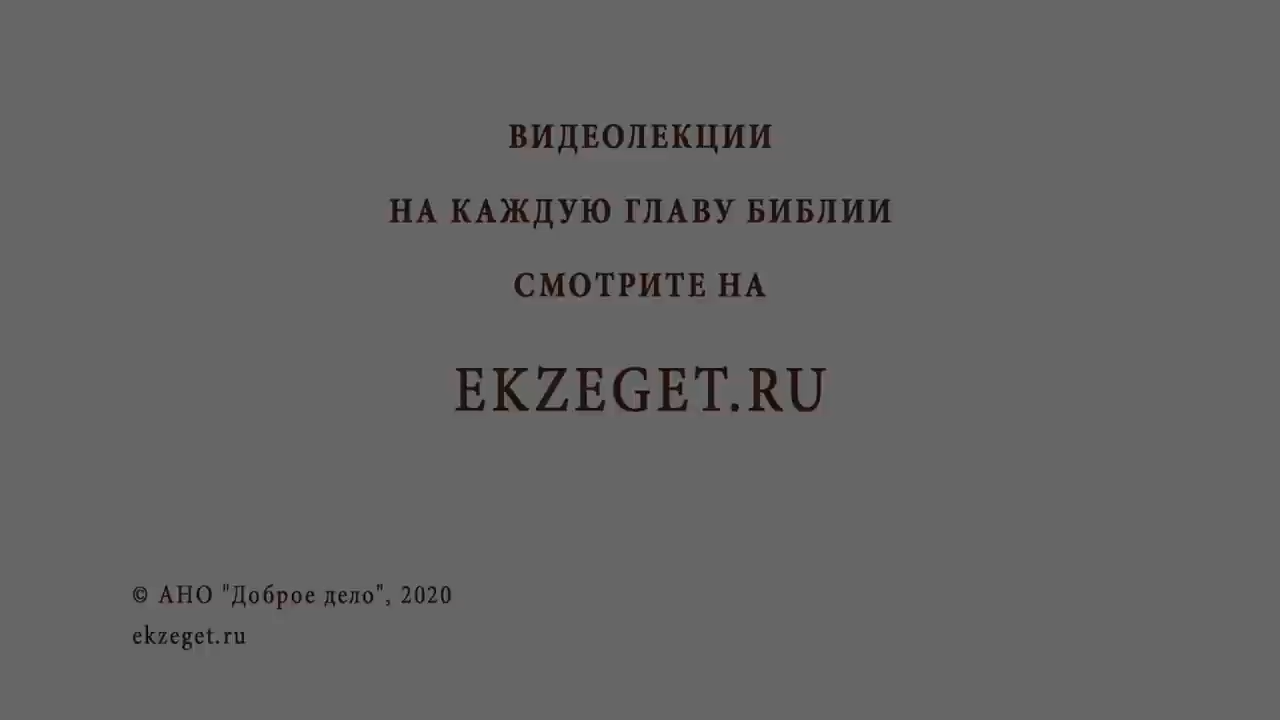 ВИДЕОЛЕКЦИИ
НА КАЖДУЮ ГЛАВУ БИБЛИИ
СМОТРИТЕ НА
EKZEGET.RU
© АНО "Доброе дело", 2020
ekzeget.ru